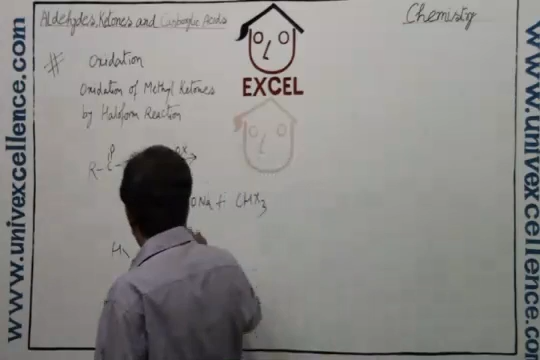 Aldehydes, Ketones and Carboxylic Acids
Chemistry
# Oxidation
EXCEL
Oxidation of Methyl Ketones
by Haloform Reaction
O
R-C
OX
ONa + CHX3
H
www.univexcellence.com
www.univexcellence.com